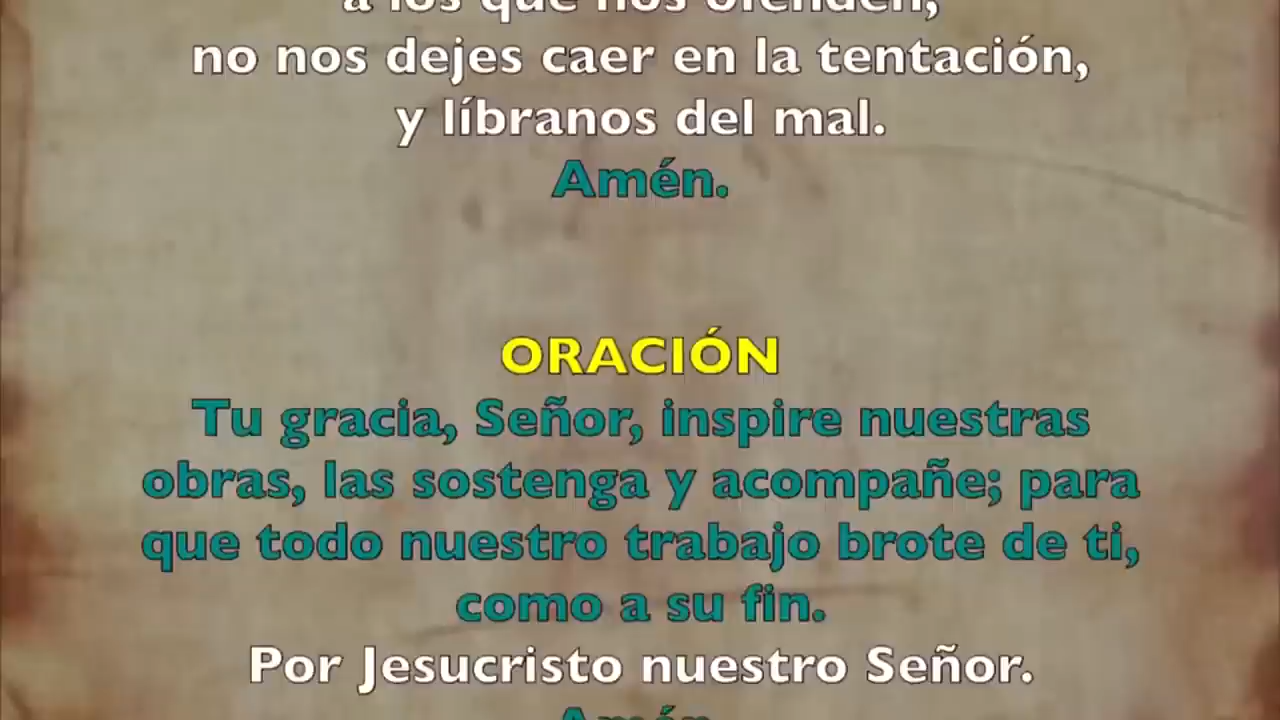 a los que nos ofenden,
no nos dejes caer en la tentación,
y líbranos del mal.
Amén.
ORACIÓN
Tu gracia, Señor, inspire nuestras
obras, las sostenga y acompañe; para
que todo nuestro trabajo brote de ti,
como a su fin.
Por Jesucristo nuestro Señor.
Amén.